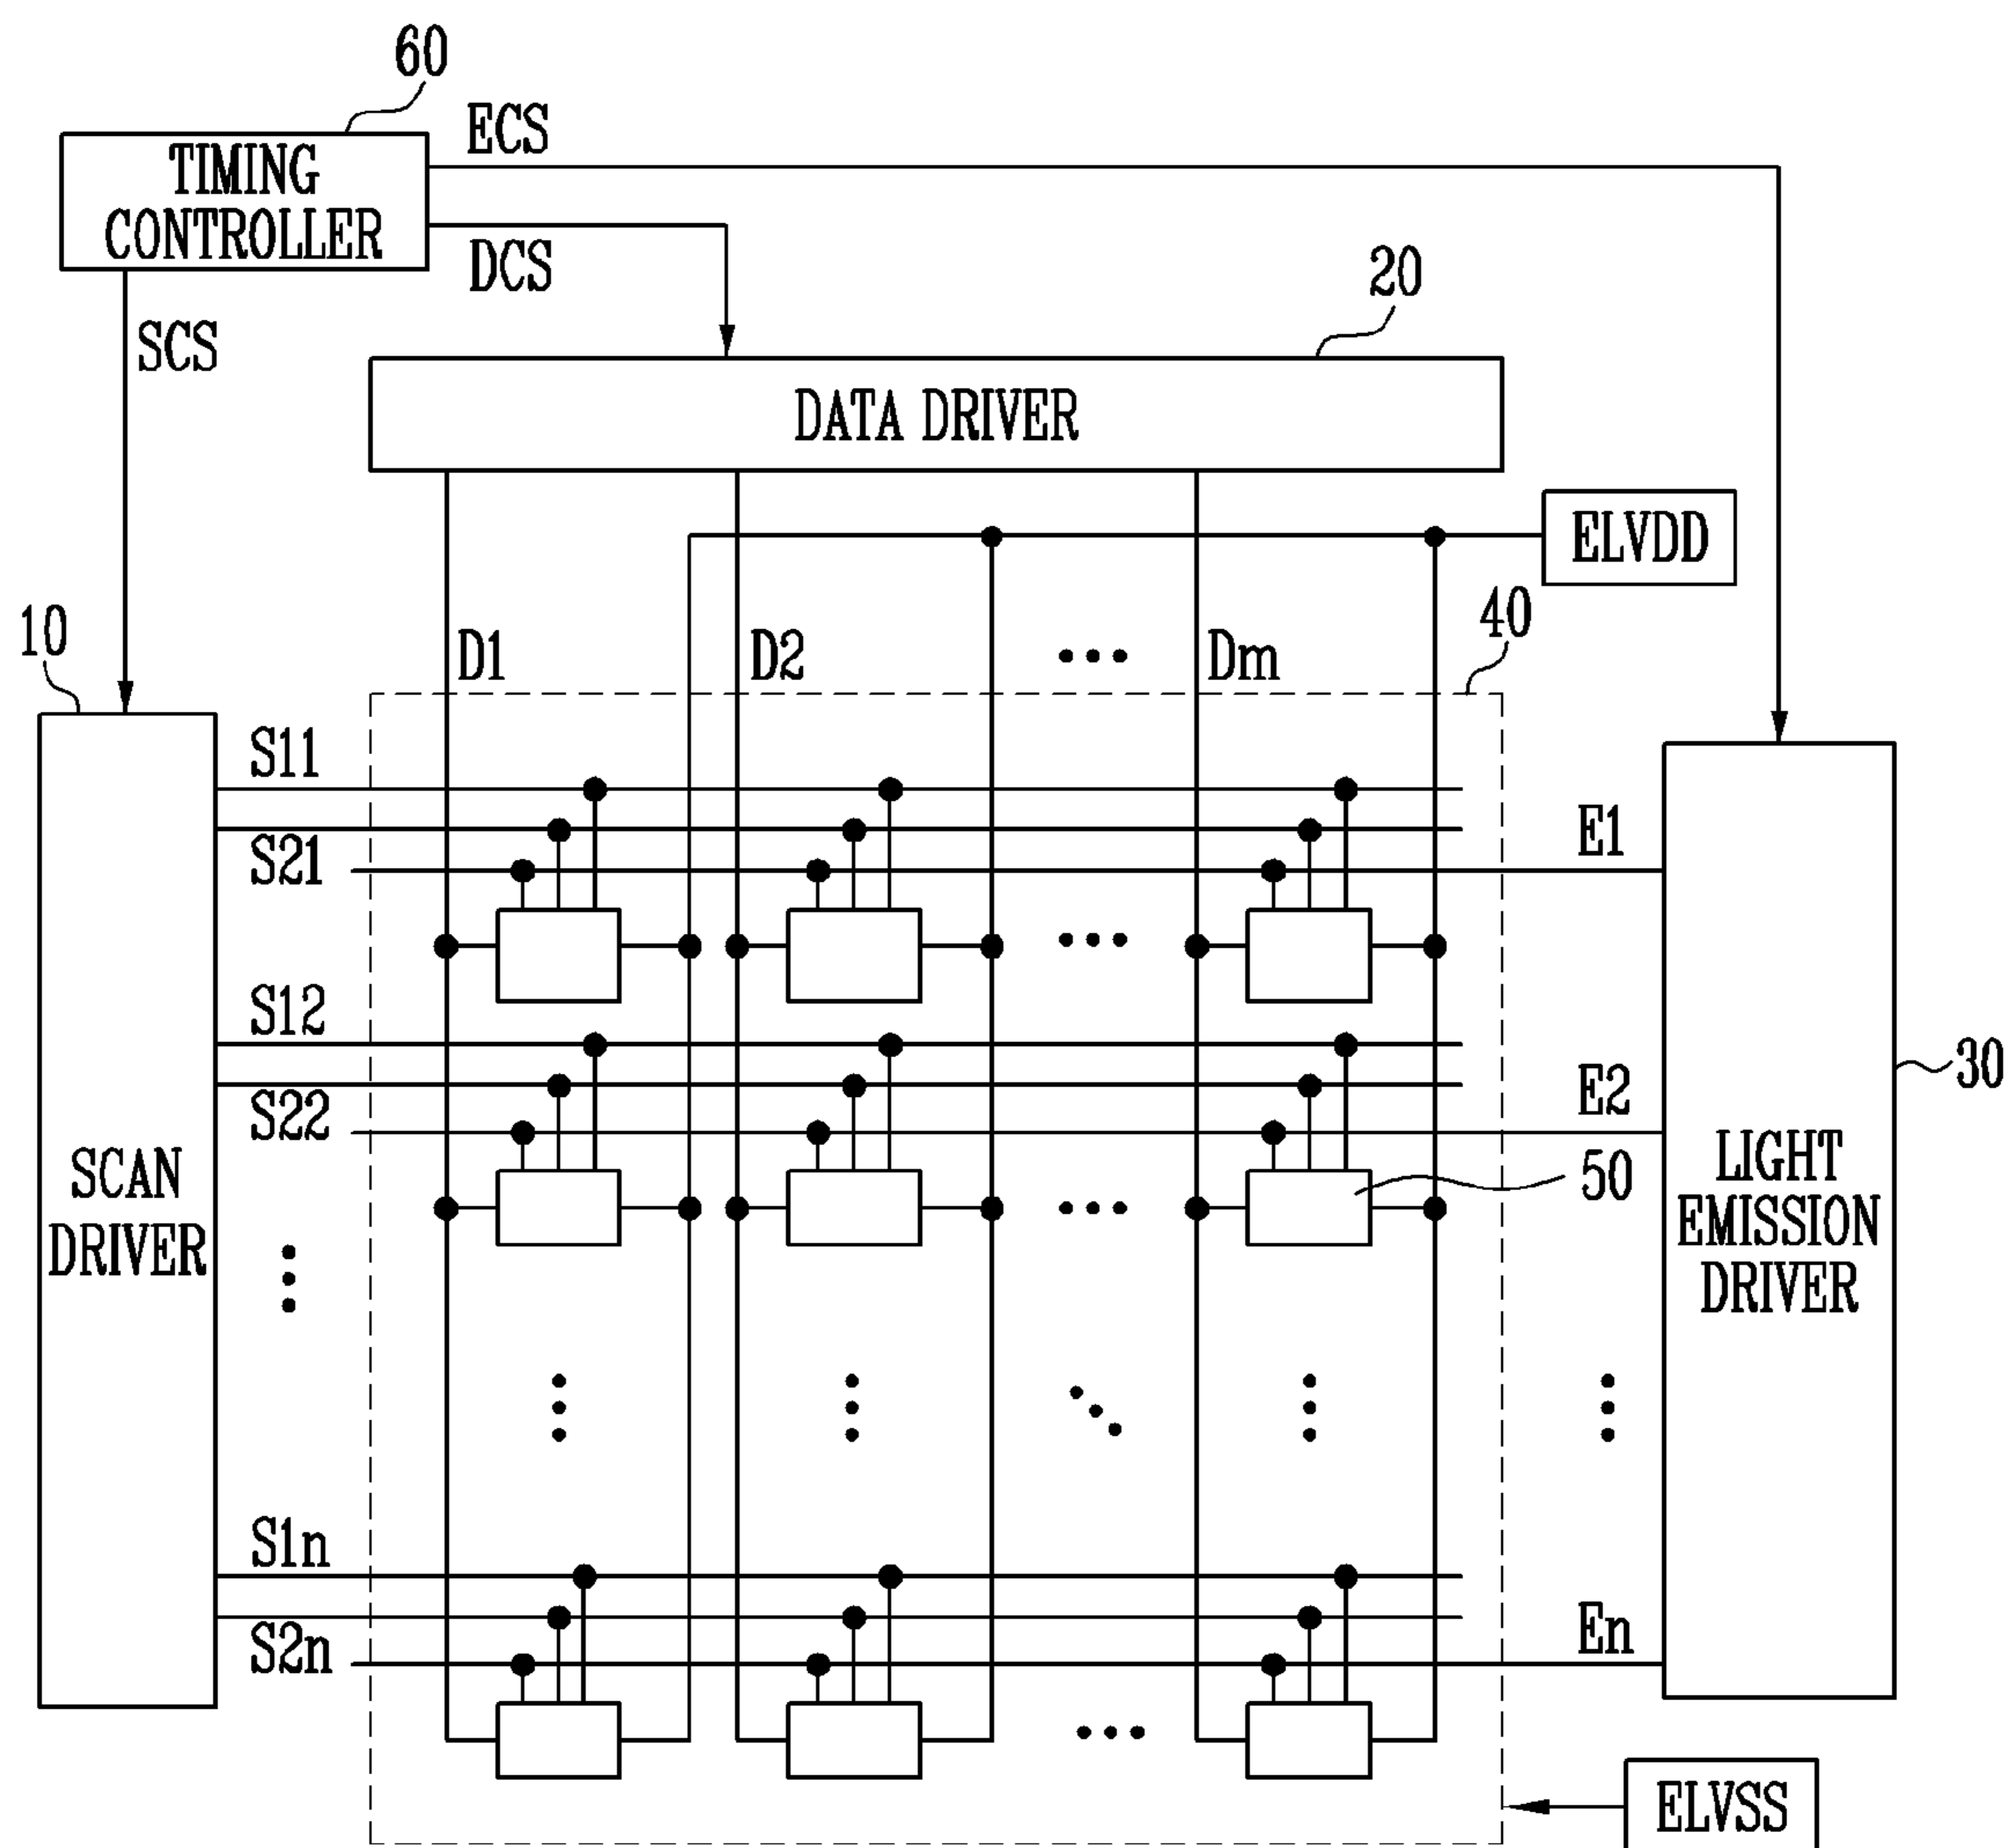 60
ECS
TIMING
CONTROLLER
DCS
20
SCS
DATA DRIVER
ELVDD
40
10
D1
D2
Dm
S11
E1
S21
S12
30
E2
S22
LIGHT
EMISSION
DRIVER
50
SCAN
DRIVER
S1n
En
S2n
ELVSS